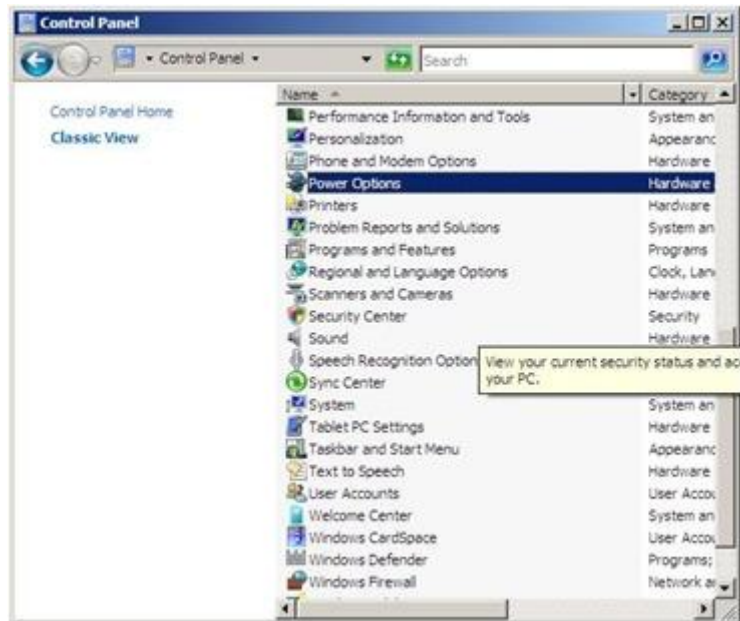 Control Panel
Control Panel
Search
Name
Category
Control Panel Home
Classic View
Performance Information and Tools System an
Personalization Appearanc
Phone and Modem Options Hardware
Power Options Hardware
Printers Hardware
Problem Reports and Solutions System an
Programs and Features Programs
Regional and Language Options Clock, Lan
Scanners and Cameras Hardware
Security Center Security
Sound Hardware
Speech Recognition Option
View your current security status and acc
your PC.
Sync Center
System System an
Tablet PC Settings Hardware
Taskbar and Start Menu Appearanc
Text to Speech Hardware
User Accounts User Accou
Welcome Center System an
Windows CardSpace User Accou
Windows Defender Programs;
Windows Firewall Network a